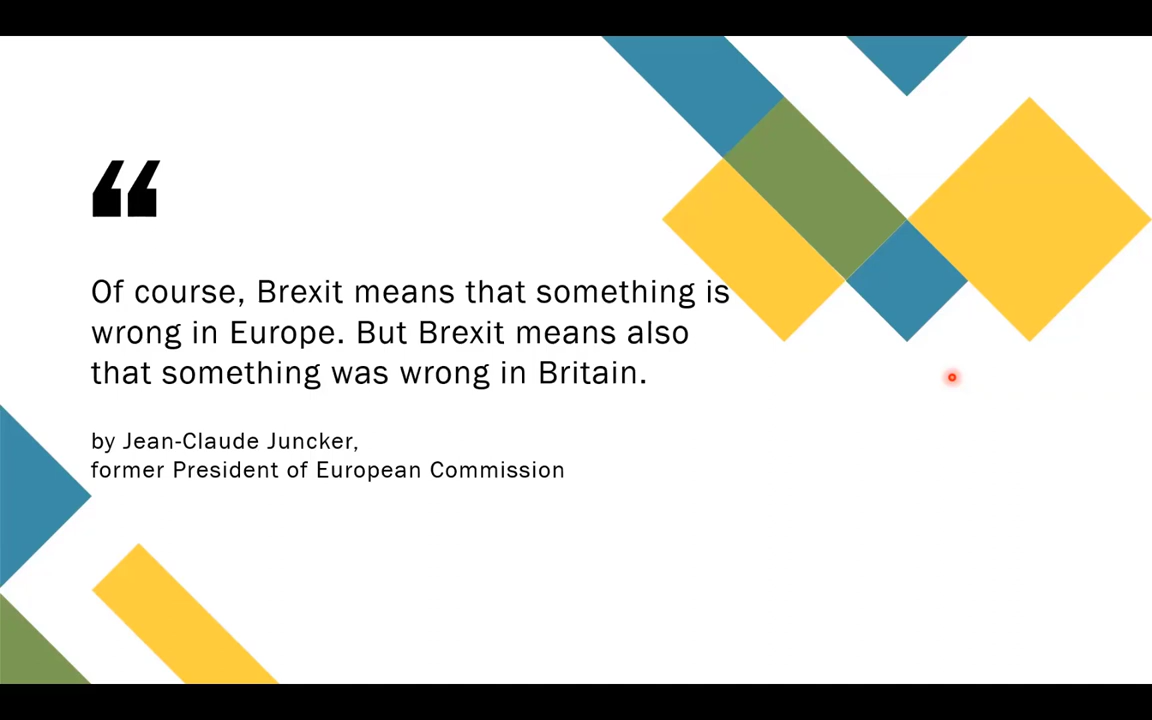 “
Of course, Brexit means that something is
wrong in Europe. But Brexit means also
that something was wrong in Britain.
by Jean-Claude Juncker,
former President of European Commission